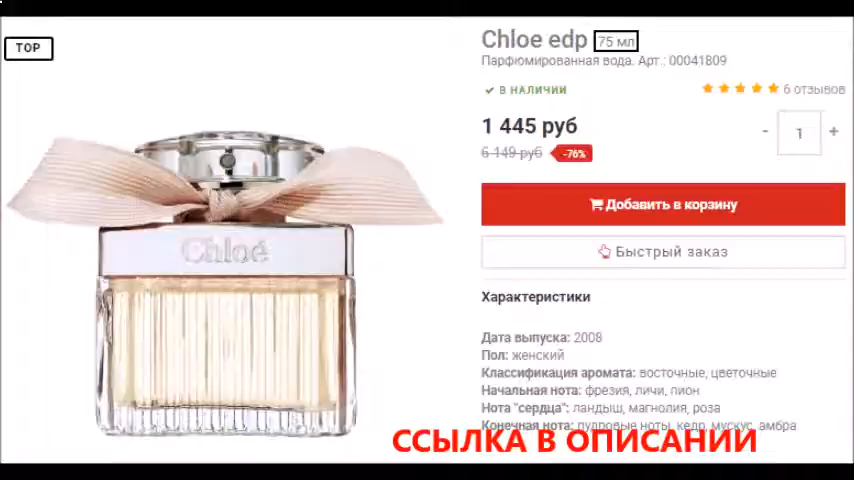 TOP
Chloe edp 75 мл
Парфюмированная вода. Арт.: 00041809
В НАЛИЧИИ
6 отзывов
1 445 руб
- 1 +
6 149 руб -76%
Добавить в корзину
Быстрый заказ
Chloé
Характеристики
Дата выпуска: 2008
Пол: женский
Классификация аромата: восточные, цветочные
Начальная нота: фрезия, личи, пион
Нота "сердца": ландыш, магнолия, роза
Конечная нота: пудровые ноты, кедр, мускус, амбра
ССЫЛКА В ОПИСАНИИ